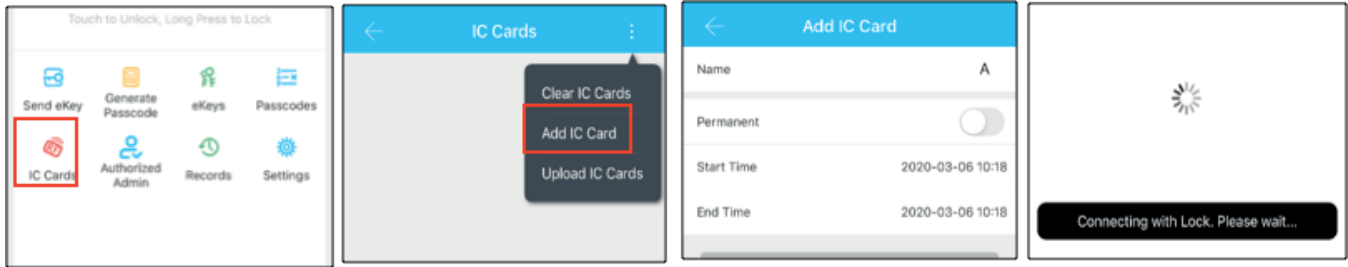 Touch to Unlock, Long Press to Lock
Send eKey
Generate
Passcode
eKeys
Passcodes
IC Cards
Authorized
Admin
Records
Settings
IC Cards
Clear IC Cards
Add IC Card
Upload IC Cards
Add IC Card
Name A
Permanent
Start Time 2020-03-06 10:18
End Time 2020-03-06 10:18
Connecting with Lock. Please wait...